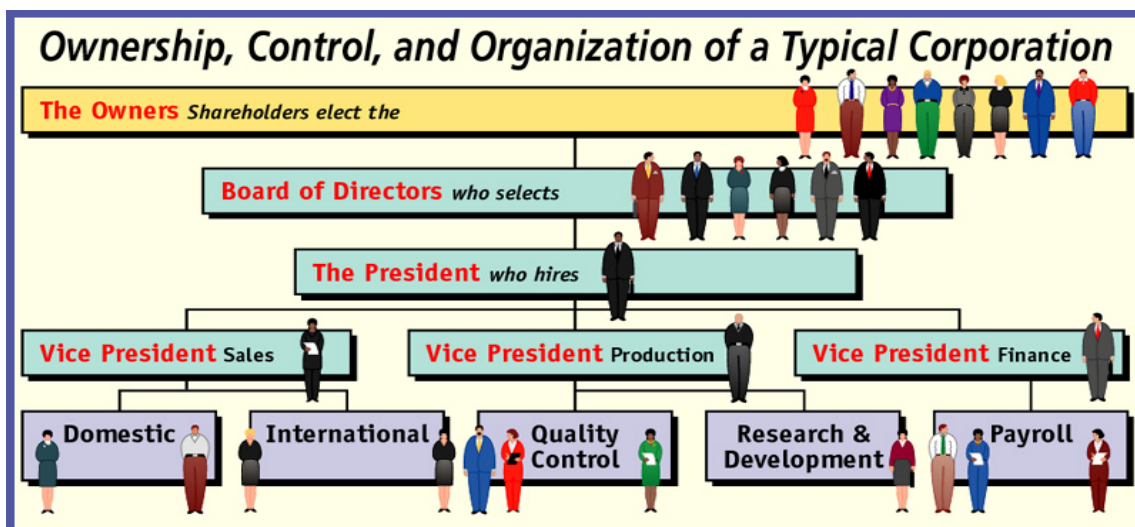 Ownership, Control, and Organization of a Typical Corporation
The Owners Shareholders elect the
Board of Directors who selects
The President who hires
Vice President Sales
Vice President Production
Vice President Finance
Domestic
International
Quality
Control
Research &
Development
Payroll